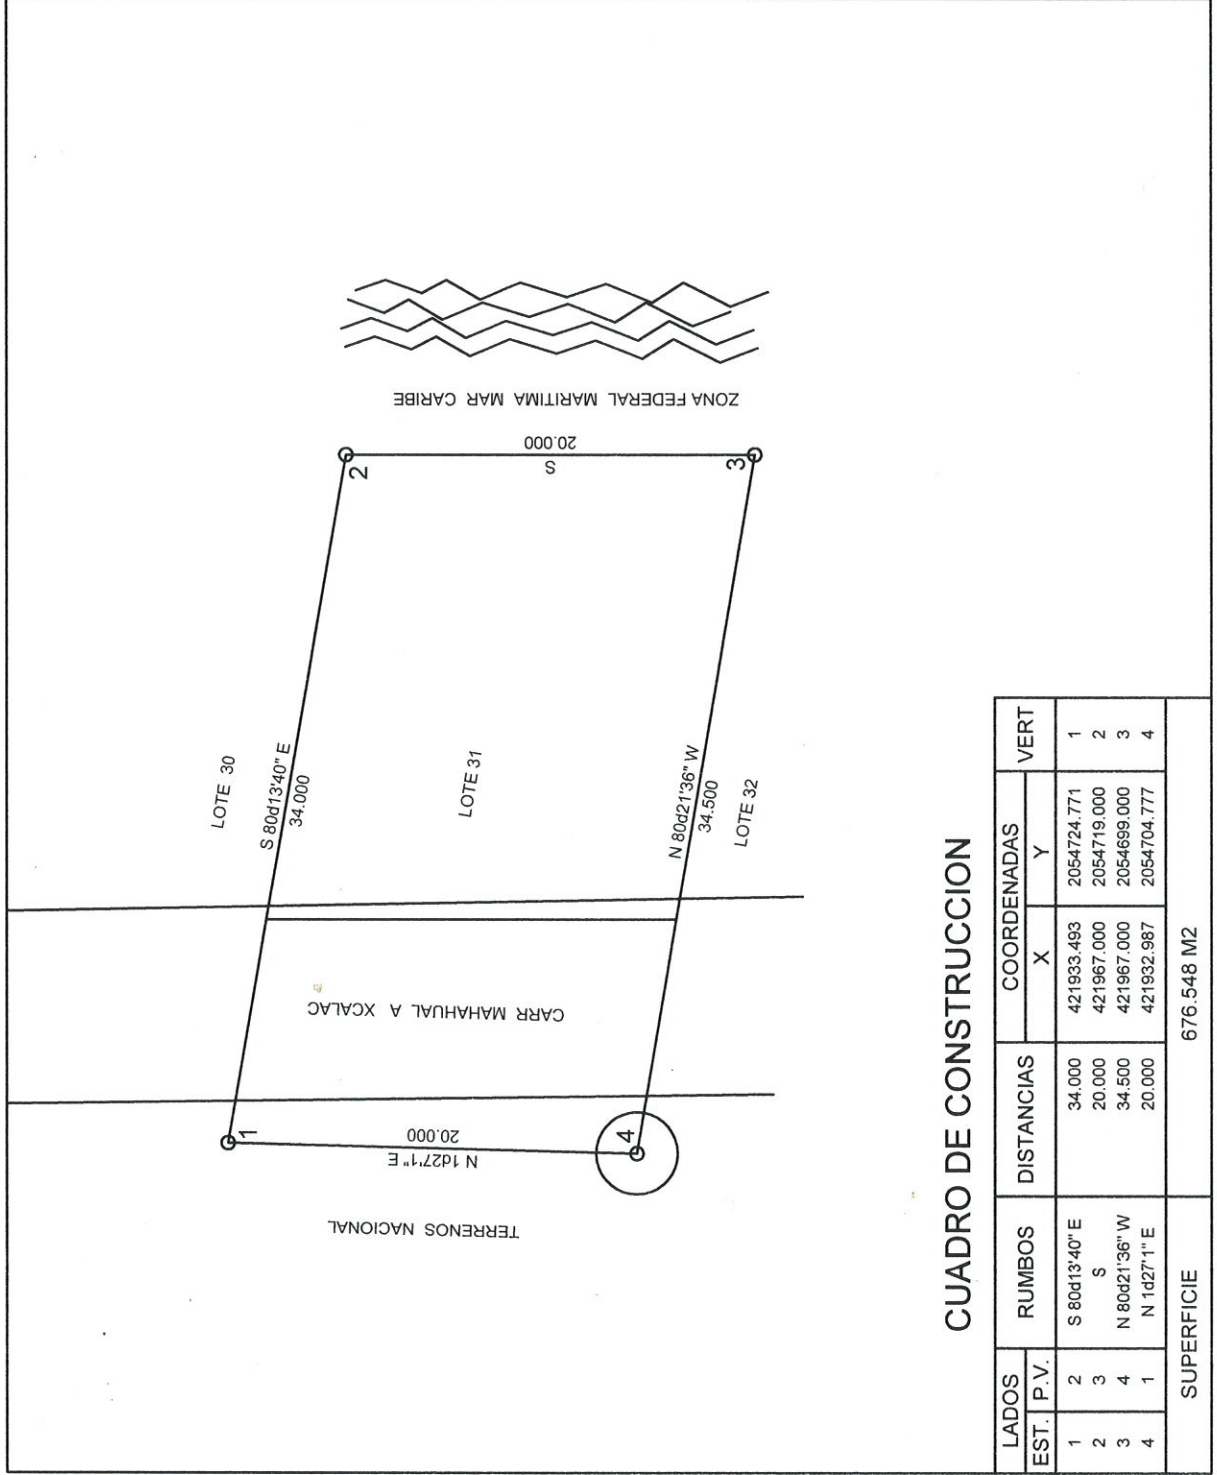 ZONA FEDERAL MARITIMA MAR CARIBE
2
20.000
S
3
LOTE 30
S 80d13'40" E
34.000
LOTE 31
N 80d21'36" W
34.500
LOTE 32
CARR MAHAHUAL A XCALAC
1
20.000
N 1d27'1" E
4
TERRENOS NACIONAL
CUADRO DE CONSTRUCCION
LADOS RUMBOS DISTANCIAS COORDENADAS VERT
EST. P.V. X Y
1 2 S 80d13'40" E 34.000 421933.493 2054724.771 1
2 3 S 20.000 421967.000 2054719.000 2
3 4 N 80d21'36" W 34.500 421967.000 2054699.000 3
4 1 N 1d27'1" E 20.000 421932.987 2054704.777 4
SUPERFICIE 676.548 M2